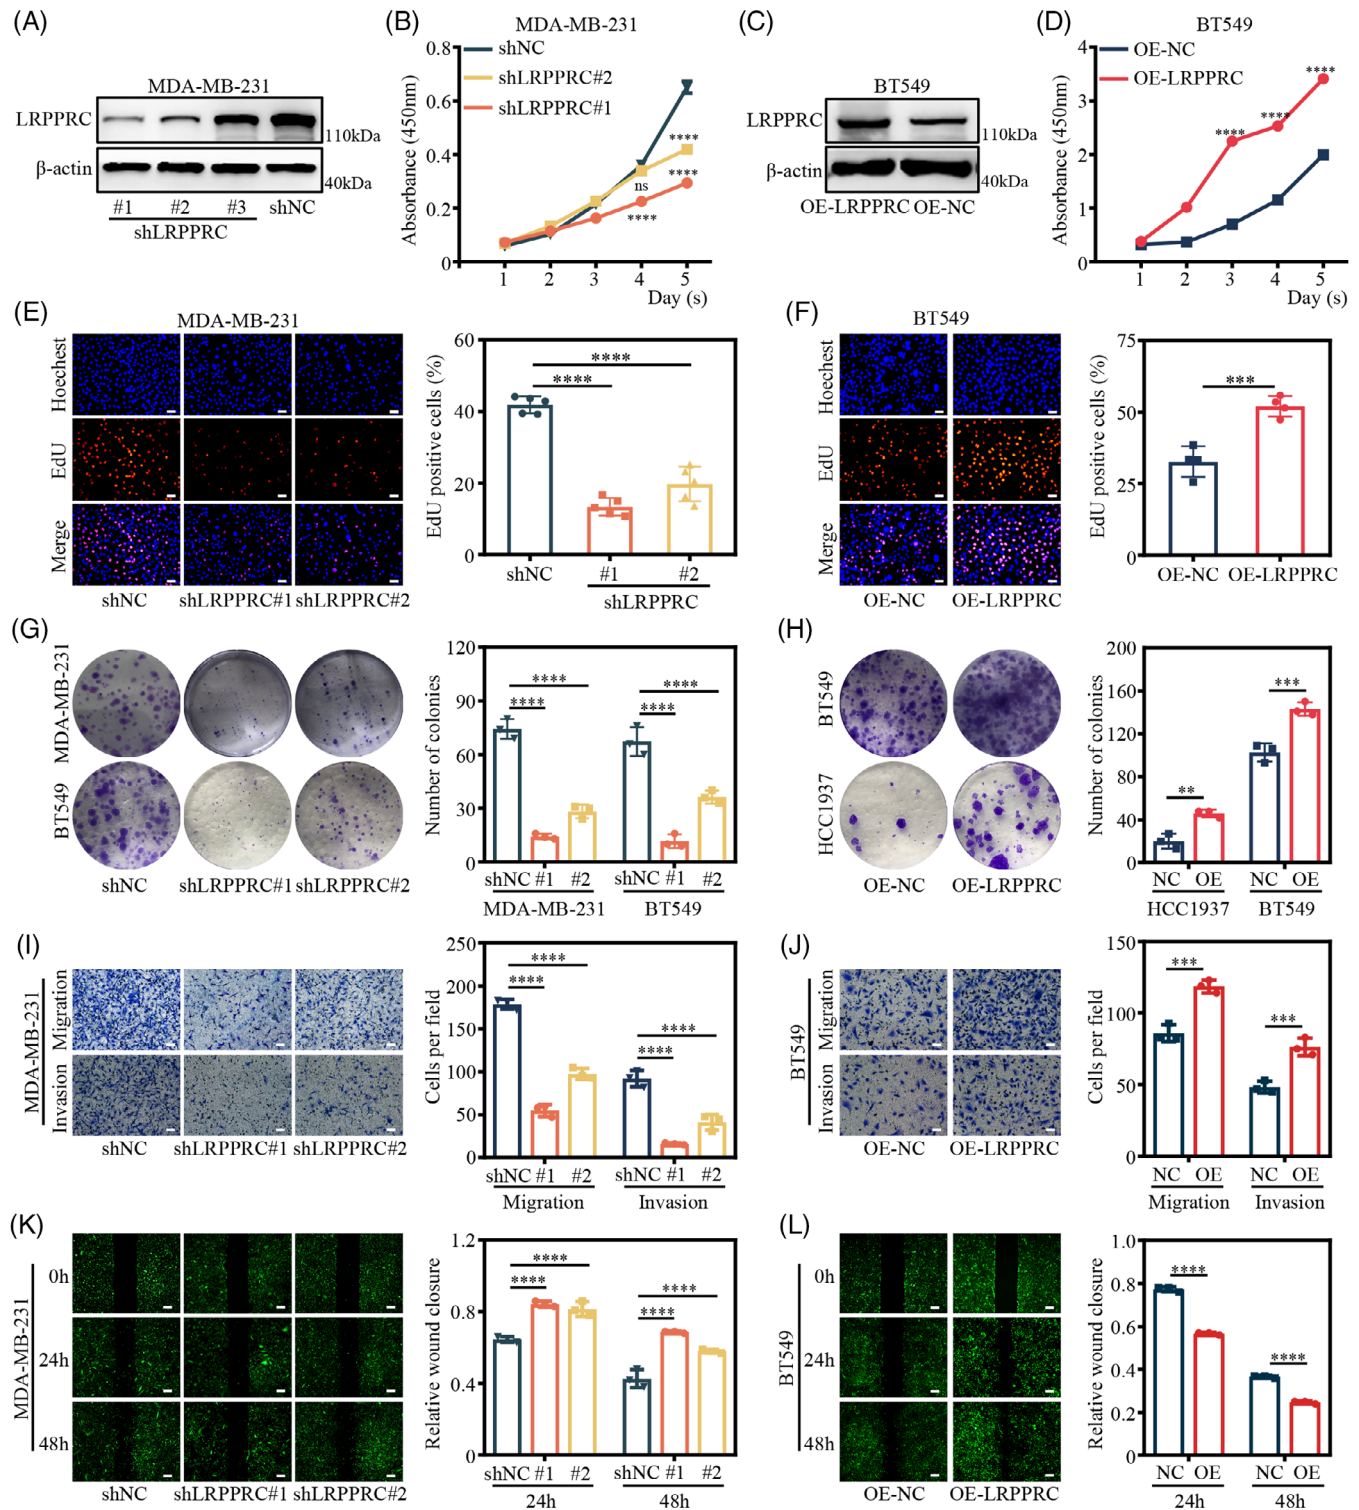 (A)
MDA-MB-231
LRPPRC
110kDa
β-actin
40kDa
#1 #2 #3 shNC
shLRPPRC
(B)
MDA-MB-231
shNC
shLRPPRC#2
shLRPPRC#1
Absorbance (450nm)
0.8
0.6
0.4
0.2
0
****
ns
****
****
1 2 3 4 5
Day (s)
(C)
BT549
LRPPRC
110kDa
β-actin
40kDa
OE-LRPPRC OE-NC
(D)
BT549
OE-NC
OE-LRPPRC
Absorbance (450nm)
4
3
2
1
0
****
****
****
1 2 3 4 5
Day (s)
(E)
MDA-MB-231
Hoechest
EdU
Merge
shNC shLRPPRC#1 shLRPPRC#2
EdU positive cells (%)
60
40
20
0
****
****
shNC #1 #2
shLRPPRC
(F)
BT549
Hoechest
EdU
Merge
OE-NC OE-LRPPRC
EdU positive cells (%)
75
50
25
0
***
OE-NC OE-LRPPRC
(G)
MDA-MB-231
BT549
shNC shLRPPRC#1 shLRPPRC#2
Number of colonies
120
90
60
30
0
****
****
****
****
shNC #1 #2 shNC #1 #2
MDA-MB-231 BT549
(H)
BT549
HCC1937
OE-NC OE-LRPPRC
Number of colonies
200
160
120
80
40
0
**
***
NC OE NC OE
HCC1937 BT549
(I)
MDA-MB-231
Migration
Invasion
shNC shLRPPRC#1 shLRPPRC#2
Cells per field
250
200
150
100
50
0
****
****
****
****
shNC #1 #2 shNC #1 #2
Migration Invasion
(J)
BT549
Migration
Invasion
OE-NC OE-LRPPRC
Cells per field
150
100
50
0
***
***
NC OE NC OE
Migration Invasion
(K)
MDA-MB-231
0h
24h
48h
shNC shLRPPRC#1 shLRPPRC#2
Relative wound closure
1.2
0.8
0.4
0
****
****
****
****
shNC #1 #2 shNC #1 #2
24h 48h
(L)
BT549
0h
24h
48h
OE-NC OE-LRPPRC
Relative wound closure
1.0
0.8
0.6
0.4
0.2
0
****
****
NC OE NC OE
24h 48h